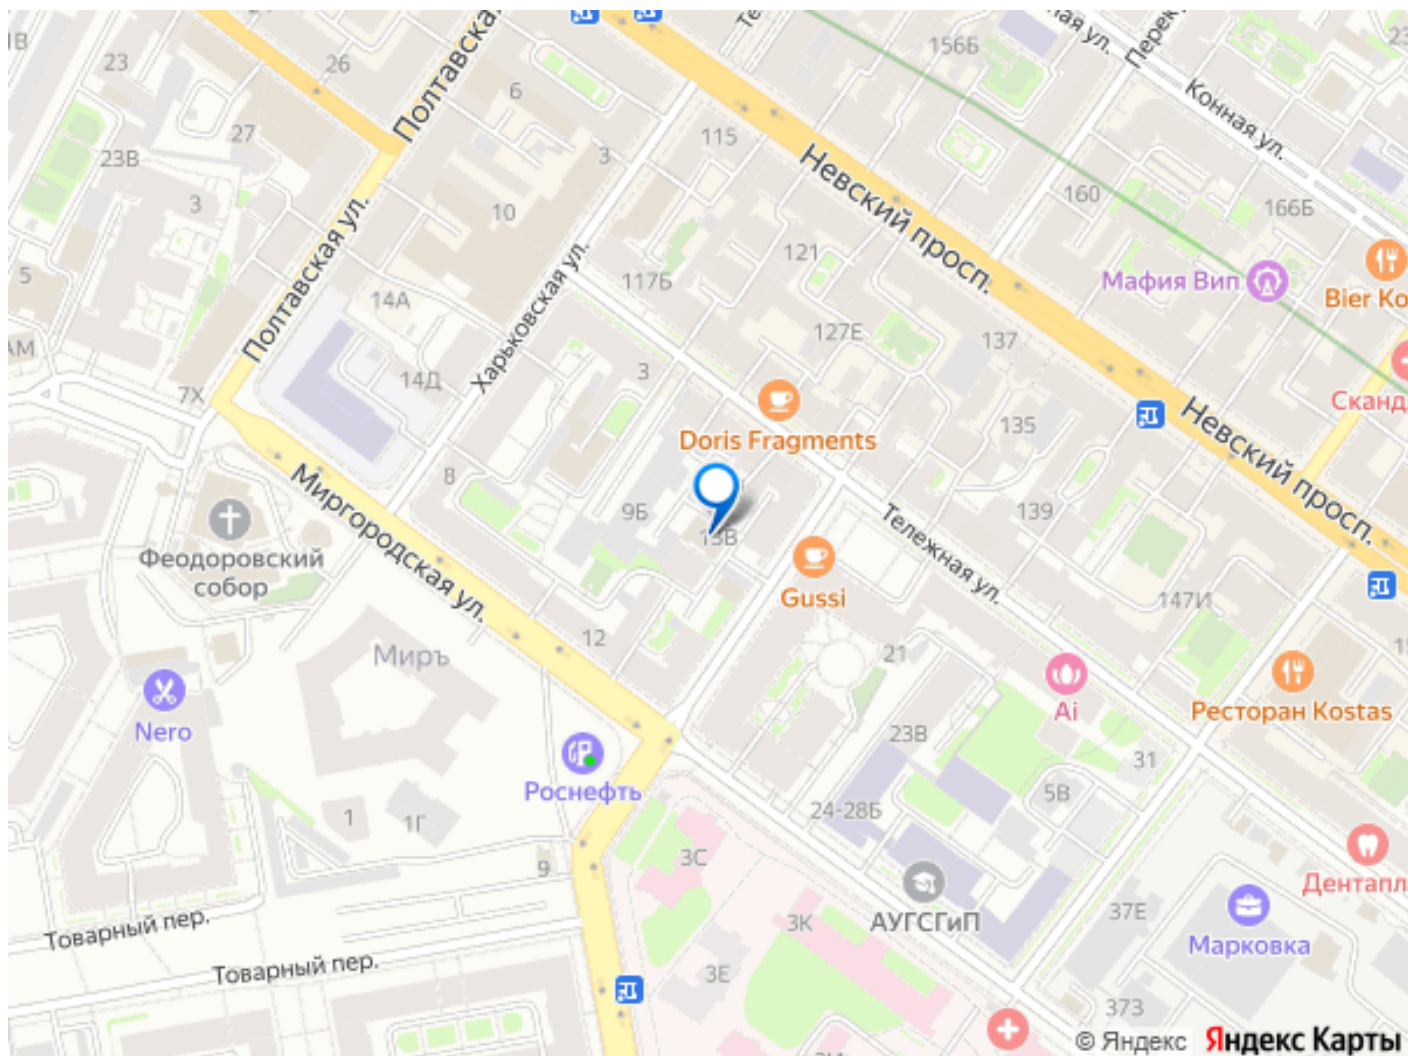 156Б
Конная ул.
23
26
Полтавская
6
27
115
23В
3
Невский просп.
160
3
10
166Б
121
5
117Б
Мафия Вип
Bier Ko
14А
Харьковская ул.
Полтавская ул.
127Е
137
14Д
3
7Х
Doris Fragments
135
Невский просп.
8
Миргородская ул.
9Б
13В
139
Тележная ул.
Феодоровский
собор
Gussi
147И
12
Миръ
21
Ai
Ресторан Kostas
Nero
23В
31
Роснефть
5В
24-28Б
1
1Г
3С
9
АУГСГиП
37Е
3К
Товарный пер.
Марковка
Товарный пер.
3Е
373
© Яндекс Яндекс Карты